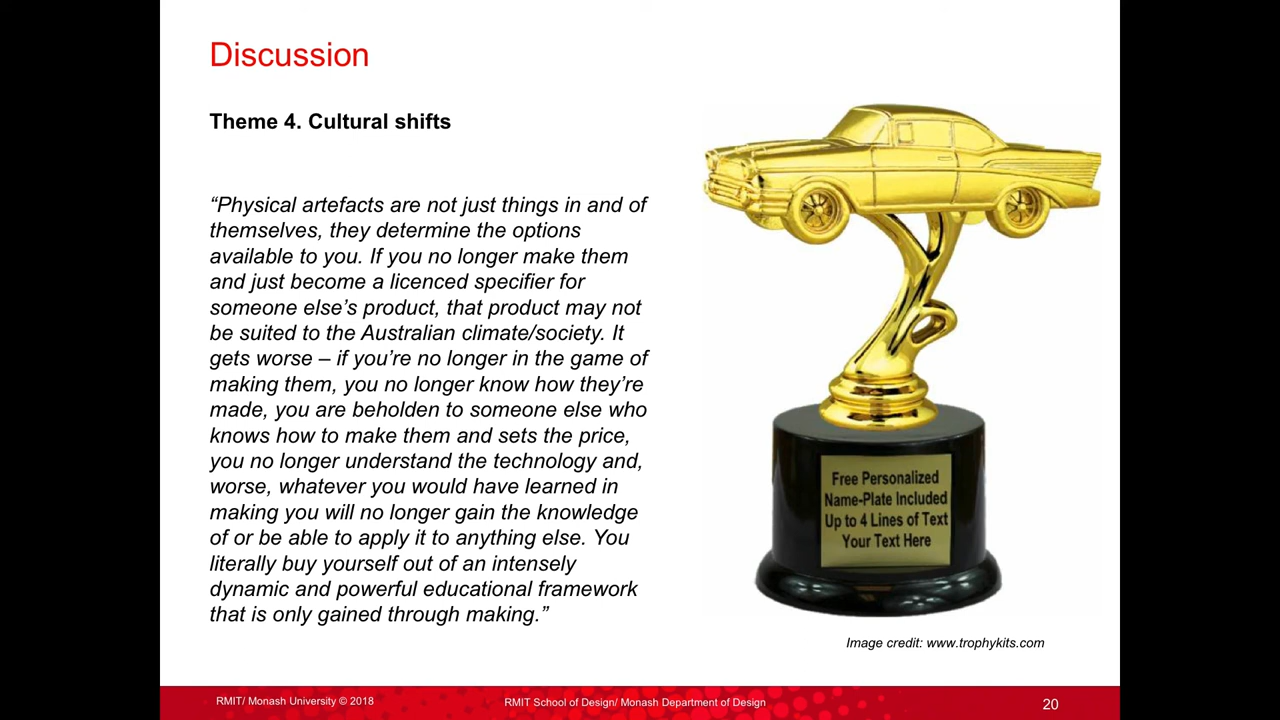 Discussion
Theme 4. Cultural shifts
“Physical artefacts are not just things in and of
themselves, they determine the options
available to you. If you no longer make them
and just become a licenced specifier for
someone else’s product, that product may not
be suited to the Australian climate/society. It
gets worse – if you’re no longer in the game of
making them, you no longer know how they’re
made, you are beholden to someone else who
knows how to make them and sets the price,
you no longer understand the technology and,
worse, whatever you would have learned in
making you will no longer gain the knowledge
of or be able to apply it to anything else. You
literally buy yourself out of an intensely
dynamic and powerful educational framework
that is only gained through making.”
Free Personalized
Name-Plate Included
Up to 4 Lines of Text
Your Text Here
Image credit: www.trophykits.com
RMIT/ Monash University © 2018
RMIT School of Design/ Monash Department of Design
20